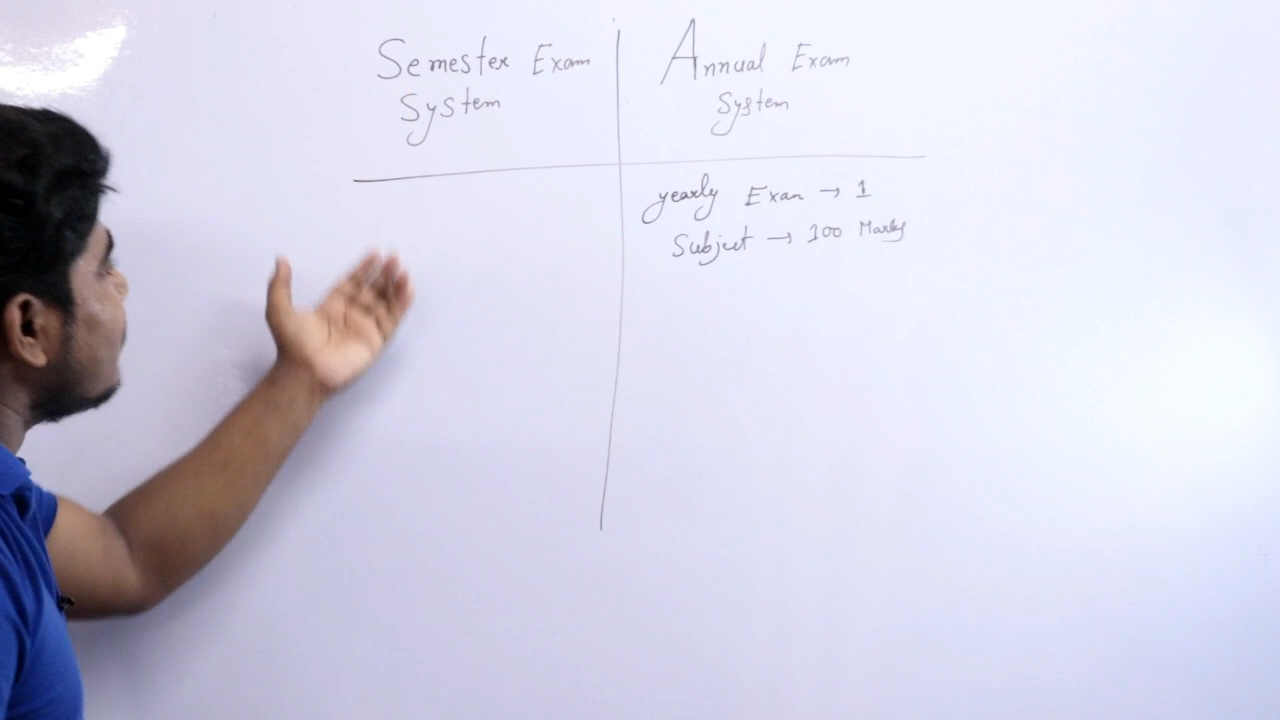 Semester Exam
System
Annual Exam
System
yearly Exam → 1
Subject → 100 Marks